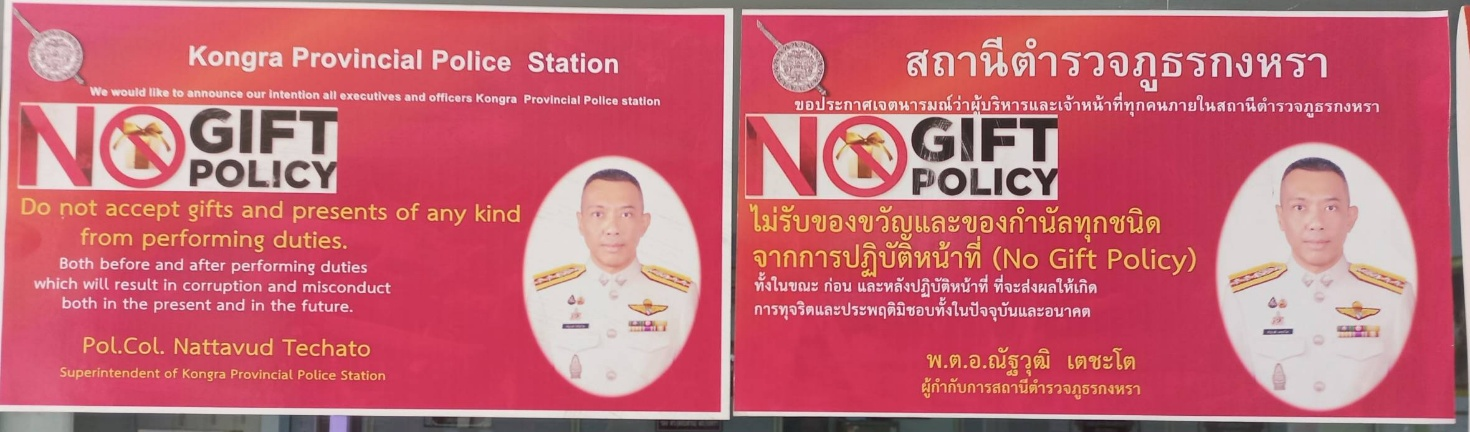 Kongra Provincial Police Station
We would like to announce our intention all executives and officers Kongra Provincial Police station
NO GIFT
POLICY
Do not accept gifts and presents of any kind
from performing duties.
Both before and after performing duties
which will result in corruption and misconduct
both in the present and in the future.
Pol.Col. Nattavud Techato
Superintendent of Kongra Provincial Police Station
สถานีตำรวจภูธรกงหรา
ขอประกาศเจตนารมณ์ว่าผู้บริหารและเจ้าหน้าที่ทุกคนภายในสถานีตำรวจภูธรกงหรา
NO GIFT
POLICY
ไม่รับของขวัญและของกำนัลทุกชนิด
จากการปฏิบัติหน้าที่ (No Gift Policy)
ทั้งในขณะ ก่อน และหลังปฏิบัติหน้าที่ ที่จะส่งผลให้เกิด
การทุจริตและประพฤติมิชอบทั้งในปัจจุบันและอนาคต
พ.ต.อ.ณัฐวุฒิ เตชะโต
ผู้กำกับการสถานีตำรวจภูธรกงหรา